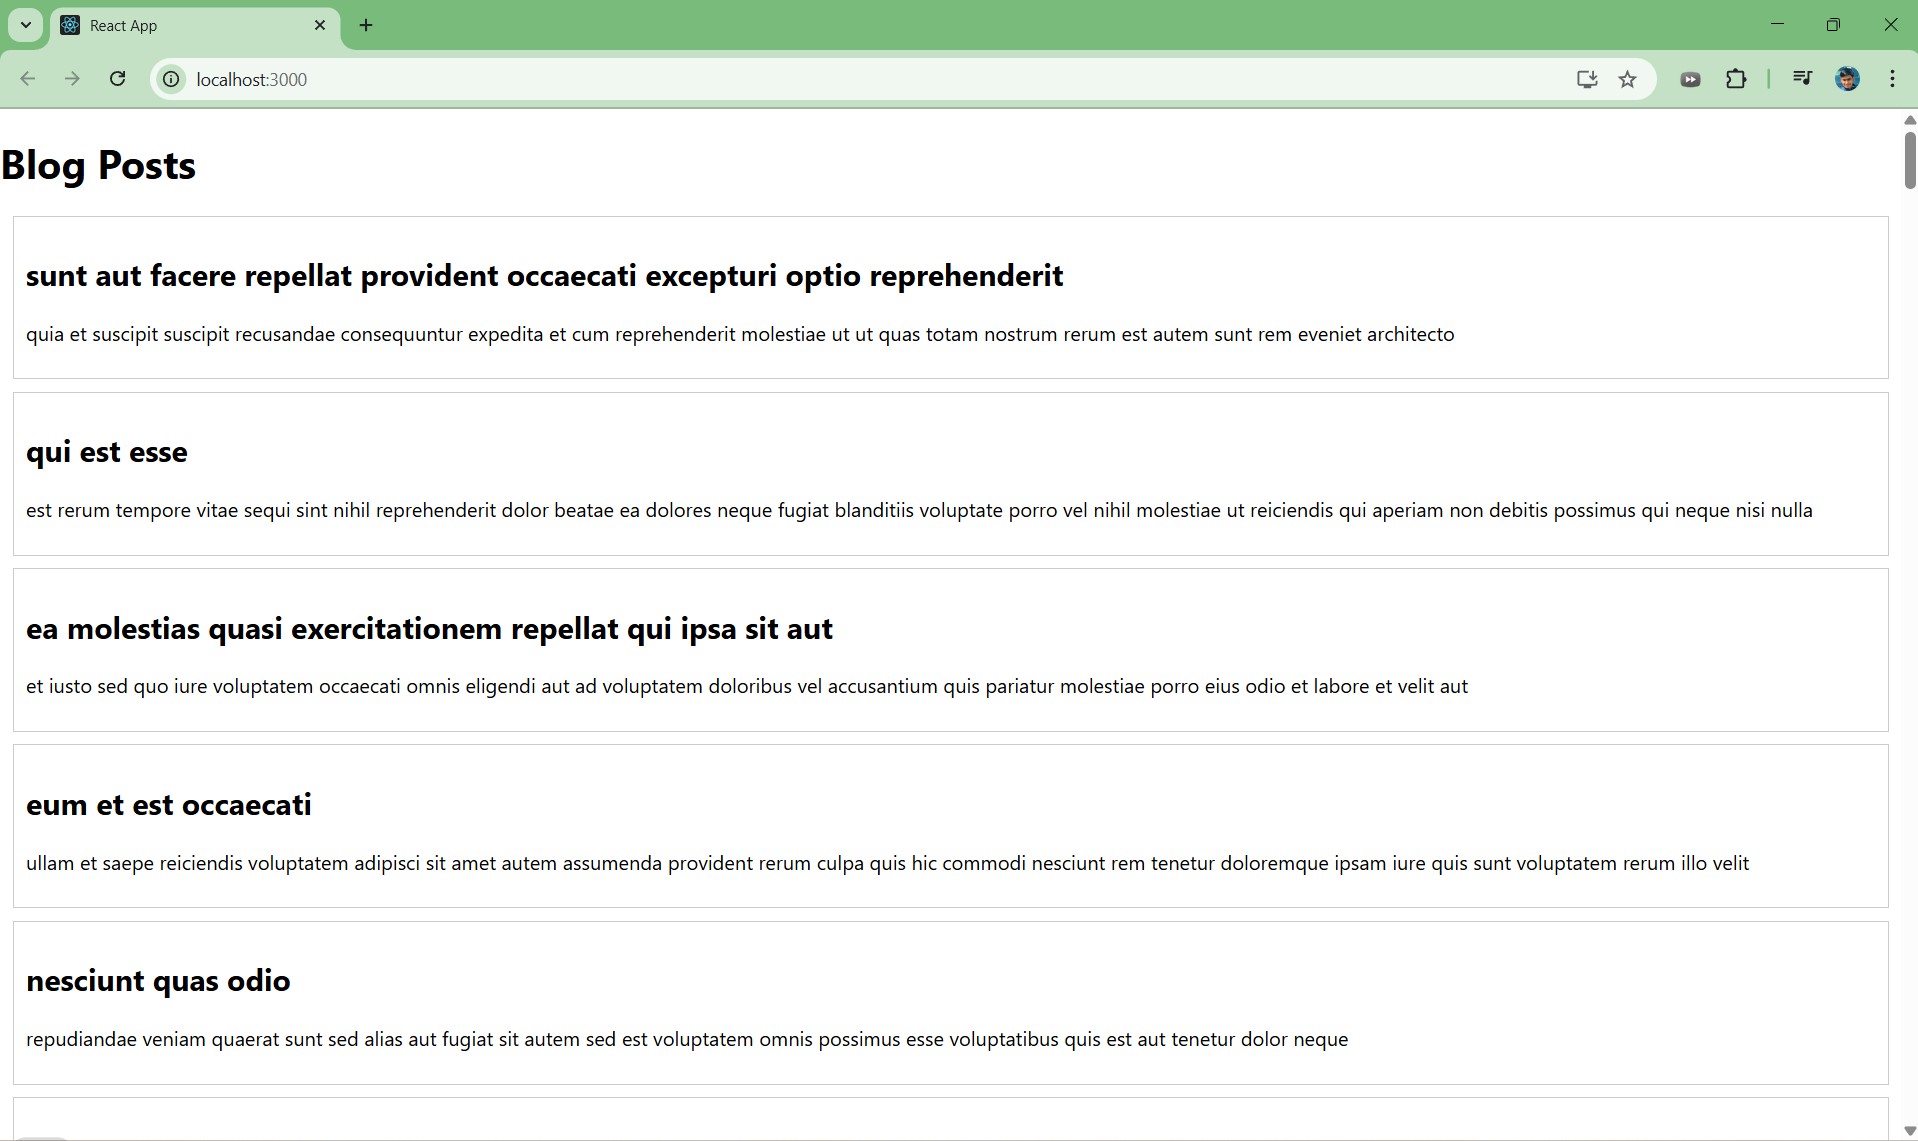 React App
localhost:3000
Blog Posts
sunt aut facere repellat provident occaecati excepturi optio reprehenderit
quia et suscipit suscipit recusandae consequuntur expedita et cum reprehenderit molestiae ut ut quas totam nostrum rerum est autem sunt rem eveniet architecto
qui est esse
est rerum tempore vitae sequi sint nihil reprehenderit dolor beatae ea dolores neque fugiat blanditiis voluptate porro vel nihil molestiae ut reiciendis qui aperiam non debitis possimus qui neque nisi nulla
ea molestias quasi exercitationem repellat qui ipsa sit aut
et iusto sed quo iure voluptatem occaecati omnis eligendi aut ad voluptatem doloribus vel accusantium quis pariatur molestiae porro eius odio et labore et velit aut
eum et est occaecati
ullam et saepe reiciendis voluptatem adipisci sit amet autem assumenda provident rerum culpa quis hic commodi nesciunt rem tenetur doloremque ipsam iure quis sunt voluptatem rerum illo velit
nesciunt quas odio
repudiandae veniam quaerat sunt sed alias aut fugiat sit autem sed est voluptatem omnis possimus esse voluptatibus quis est aut tenetur dolor neque